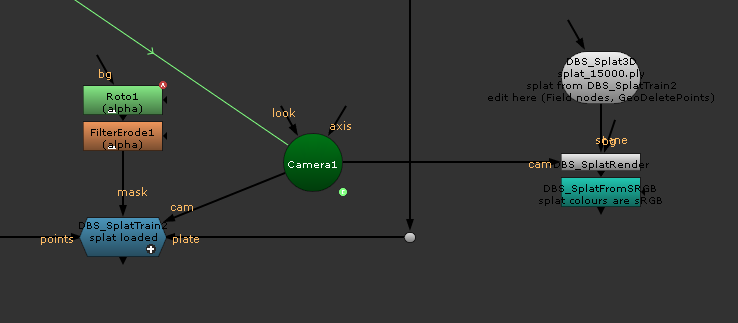 bg
Roto1
(alpha)
FilterErode1
(alpha)
mask
look
axis
Camera1
cam
cam
DBS_SplatTrain2
splat loaded
points
plate
DBS_Splat3D
splat_15000.ply
splat from DBS_SplatTrain2
edit here (Field nodes, GeoDeletePoints)
bg
DBS_SplatRender
DBS_SplatFromSRGB
splat colours are sRGB